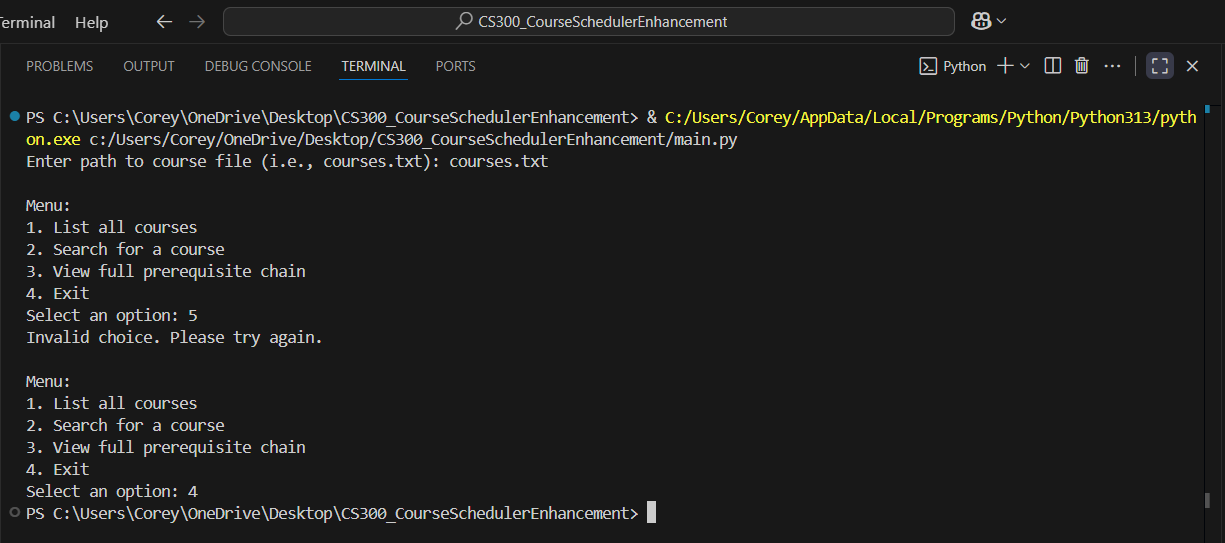 erminal Help CS300_CourseSchedulerEnhancement
PROBLEMS OUTPUT DEBUG CONSOLE TERMINAL PORTS Python
PS C:\Users\Corey\OneDrive\Desktop\CS300_CourseSchedulerEnhancement> & C:/Users/Corey/AppData/Local/Programs/Python/Python313/pyth
on.exe c:/Users/Corey/OneDrive/Desktop/CS300_CourseSchedulerEnhancement/main.py
Enter path to course file (i.e., courses.txt): courses.txt
Menu:
1. List all courses
2. Search for a course
3. View full prerequisite chain
4. Exit
Select an option: 5
Invalid choice. Please try again.
Menu:
1. List all courses
2. Search for a course
3. View full prerequisite chain
4. Exit
Select an option: 4
PS C:\Users\Corey\OneDrive\Desktop\CS300_CourseSchedulerEnhancement>